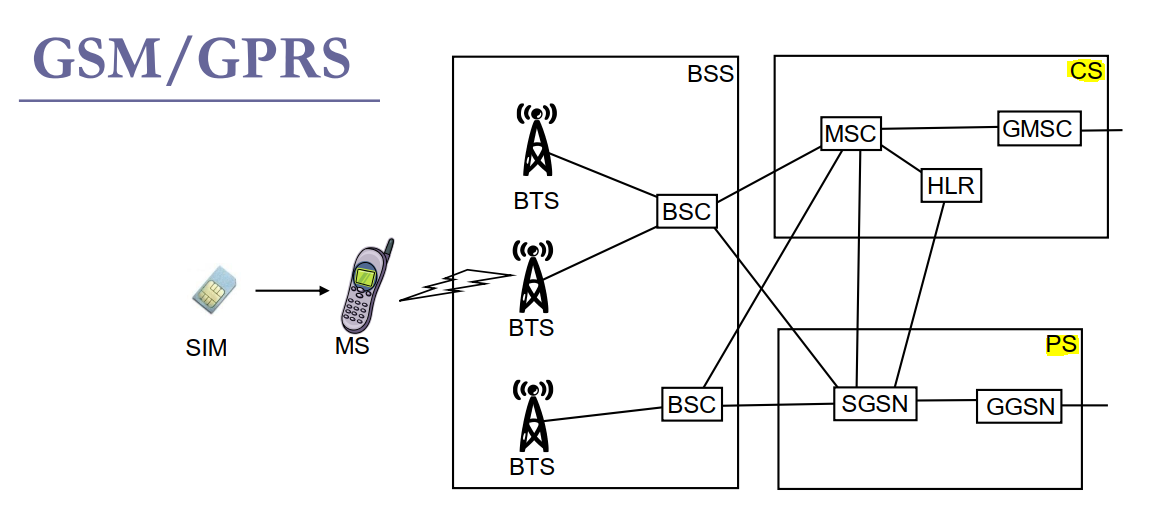 GSM/GPRS
BSS
CS
MSC
GMSC
HLR
BTS
BSC
BTS
SIM
MS
PS
BSC
SGSN
GGSN
BTS